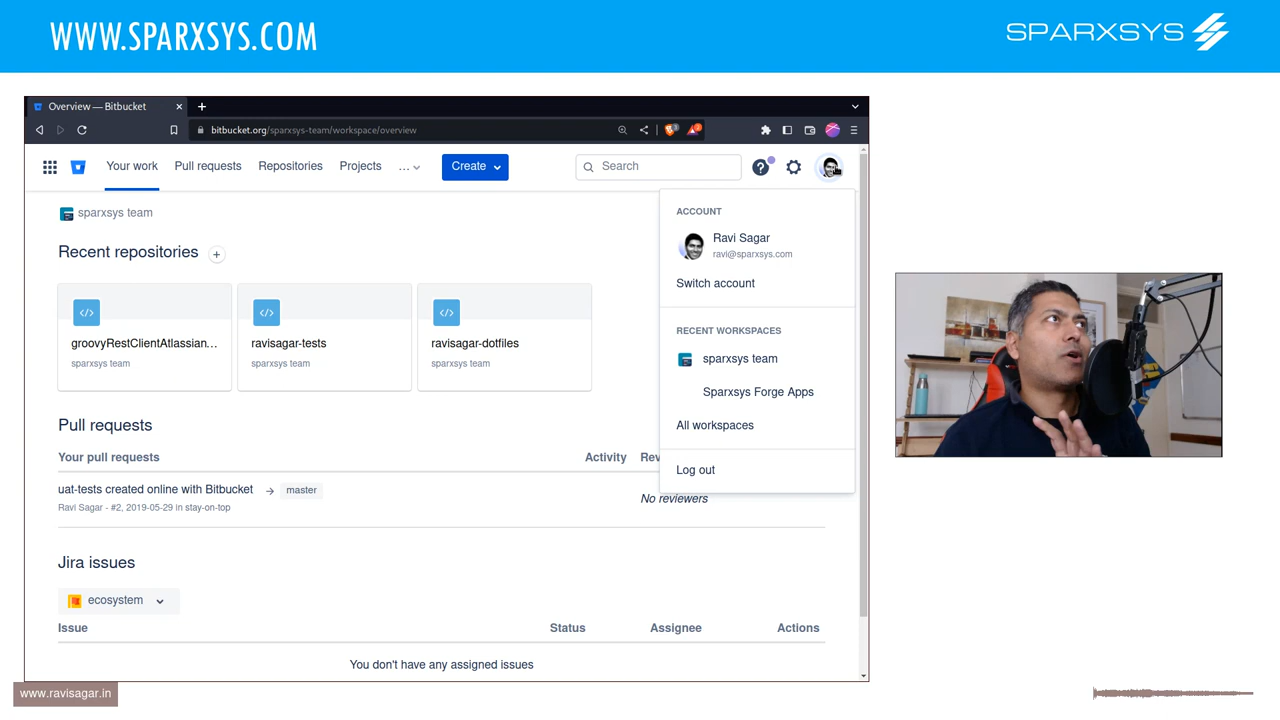 WWW.SPARXSYS.COM
SPARXSYS
Overview — Bitbucket
bitbucket.org/sparxsys-team/workspace/overview
Your work
Pull requests
Repositories
Projects
...
Create
Search
sparxsys team
Recent repositories
groovyRestClientAtlassian...
sparxsys team
ravisagar-tests
sparxsys team
ravisagar-dotfiles
sparxsys team
ACCOUNT
Ravi Sagar
ravi@sparxsys.com
Switch account
RECENT WORKSPACES
sparxsys team
Sparxsys Forge Apps
All workspaces
Log out
Pull requests
Your pull requests
Activity
Rev
uat-tests created online with Bitbucket → master
Ravi Sagar - #2, 2019-05-29 in stay-on-top
No reviewers
Jira issues
ecosystem
Issue
Status
Assignee
Actions
You don't have any assigned issues
www.ravisagar.in